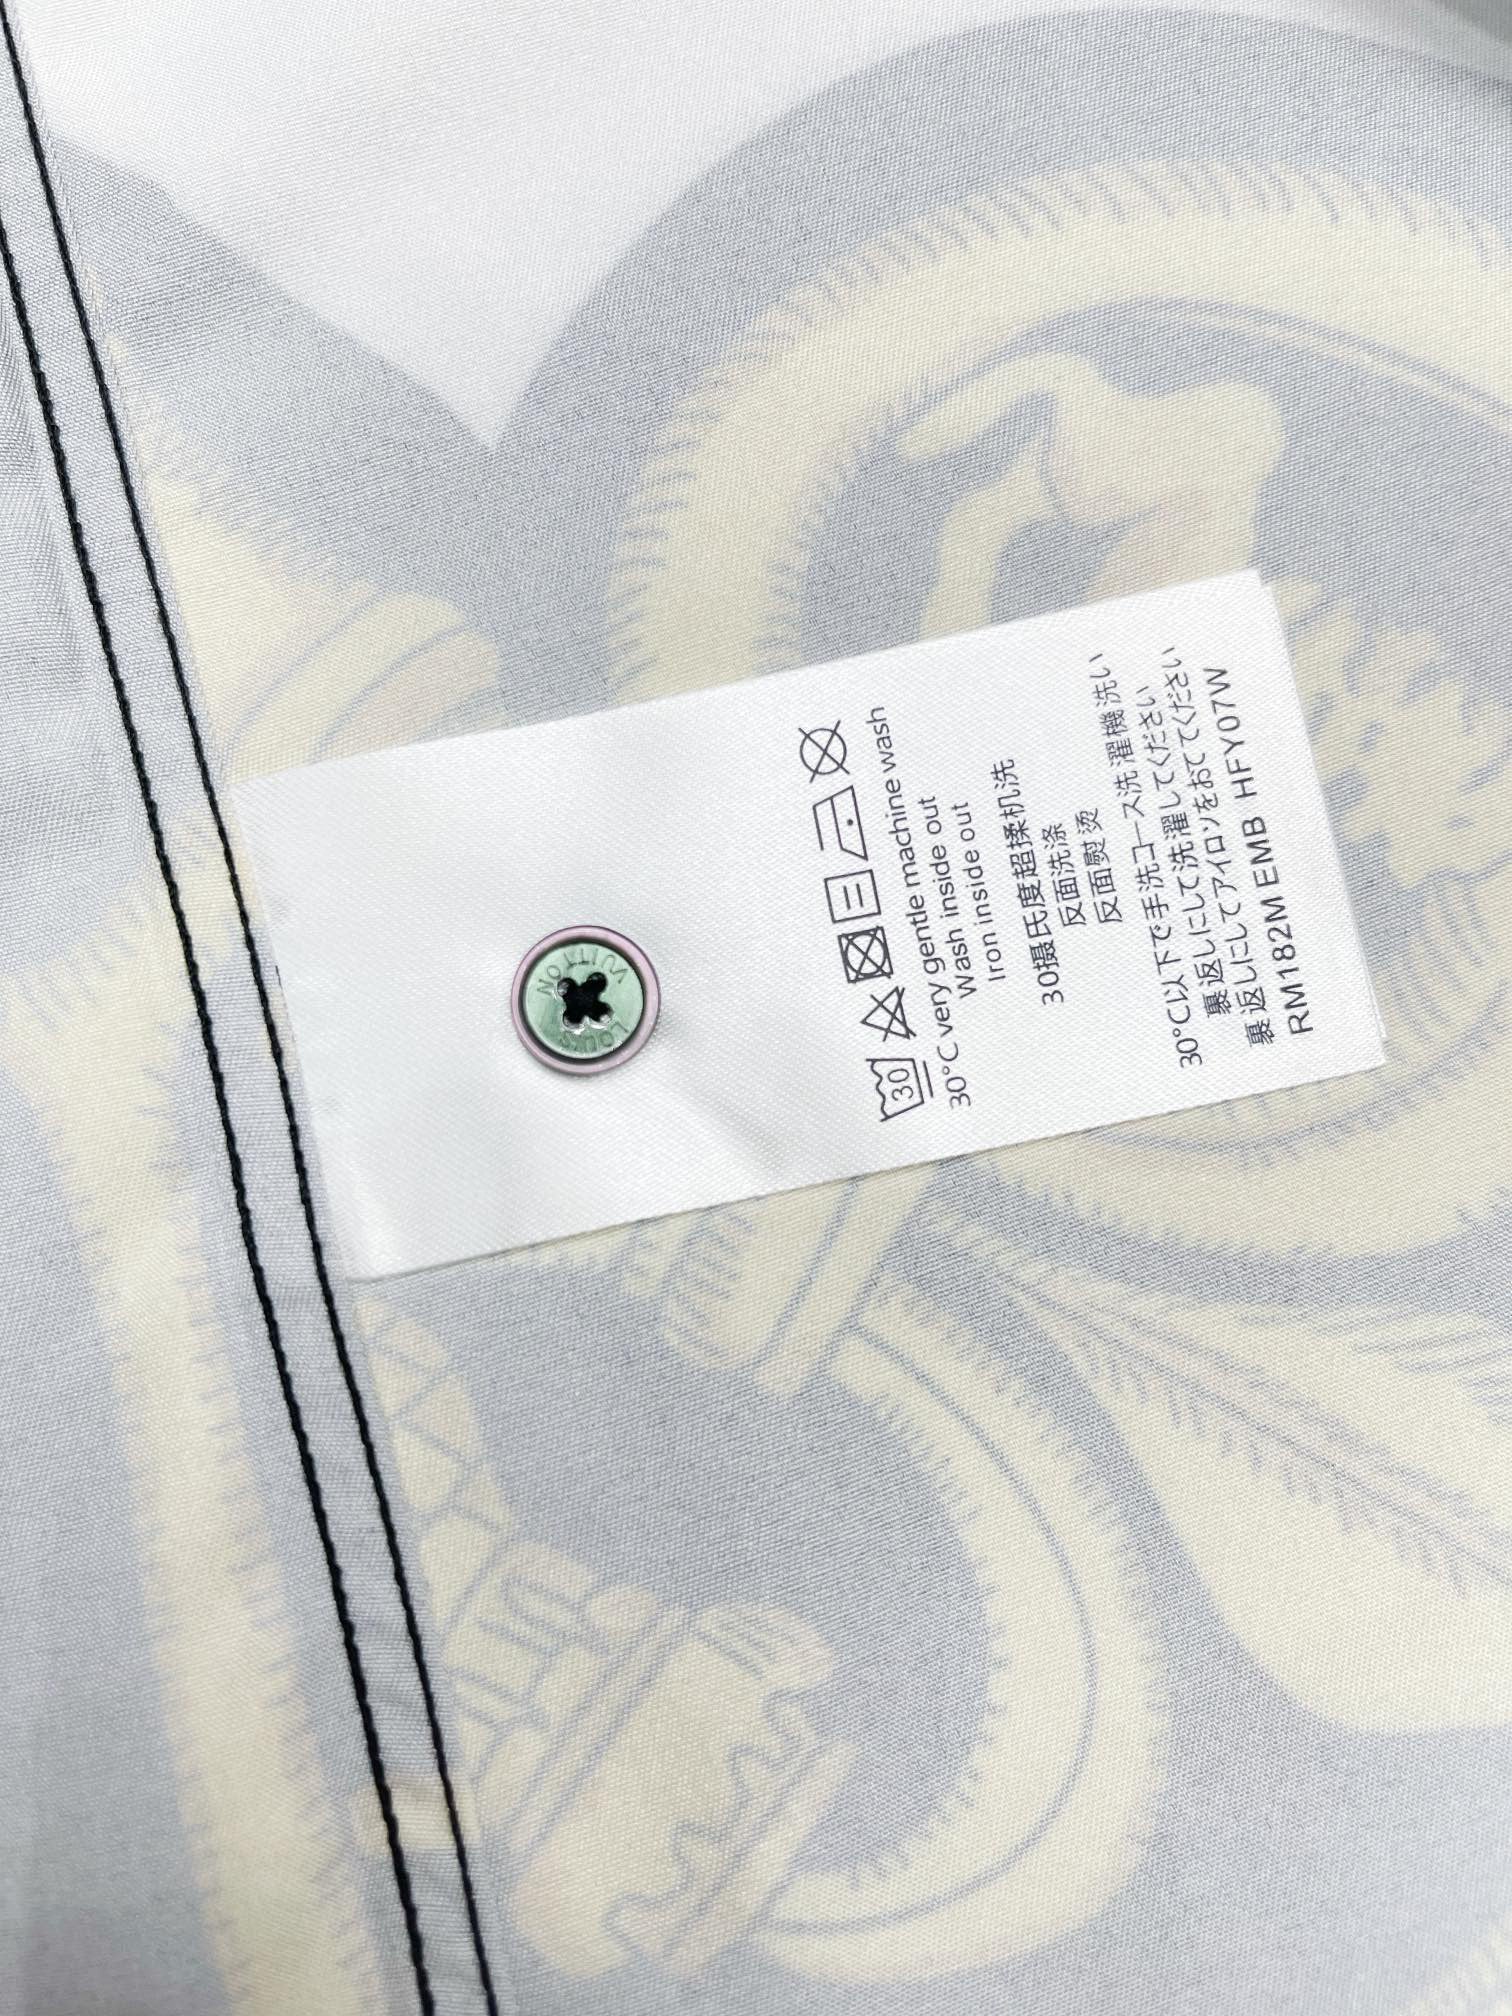 LOUIS VUITTON
30
30°C very gentle machine wash
Wash inside out
Iron inside out
30摄氏度超揉机洗
反面洗涤
反面熨烫
30°C以下で手洗コース洗濯機洗い
裏返しにして洗濯してください
裏返しにしてアイロソをおてください
RM182M EMB HFY07W